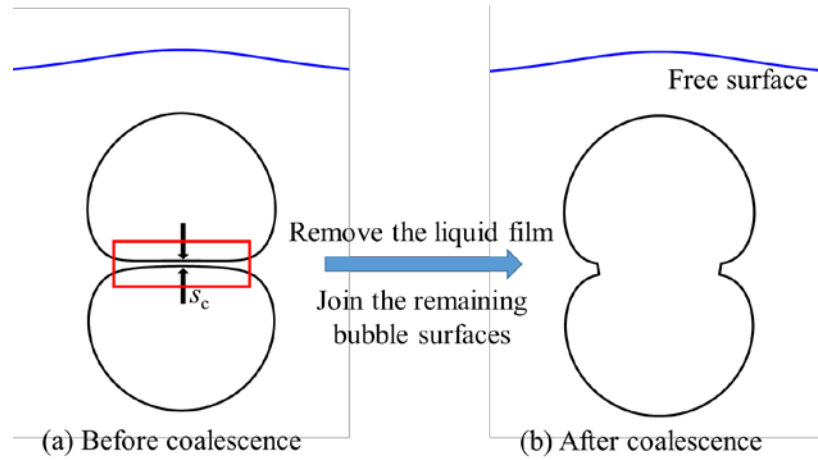 Free surface
Remove the liquid film
s_c
Join the remaining
bubble surfaces
(a) Before coalescence
(b) After coalescence